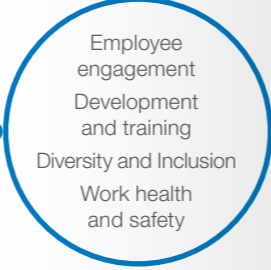 Employee
engagement
Development
and training
Diversity and Inclusion
Work health
and safety